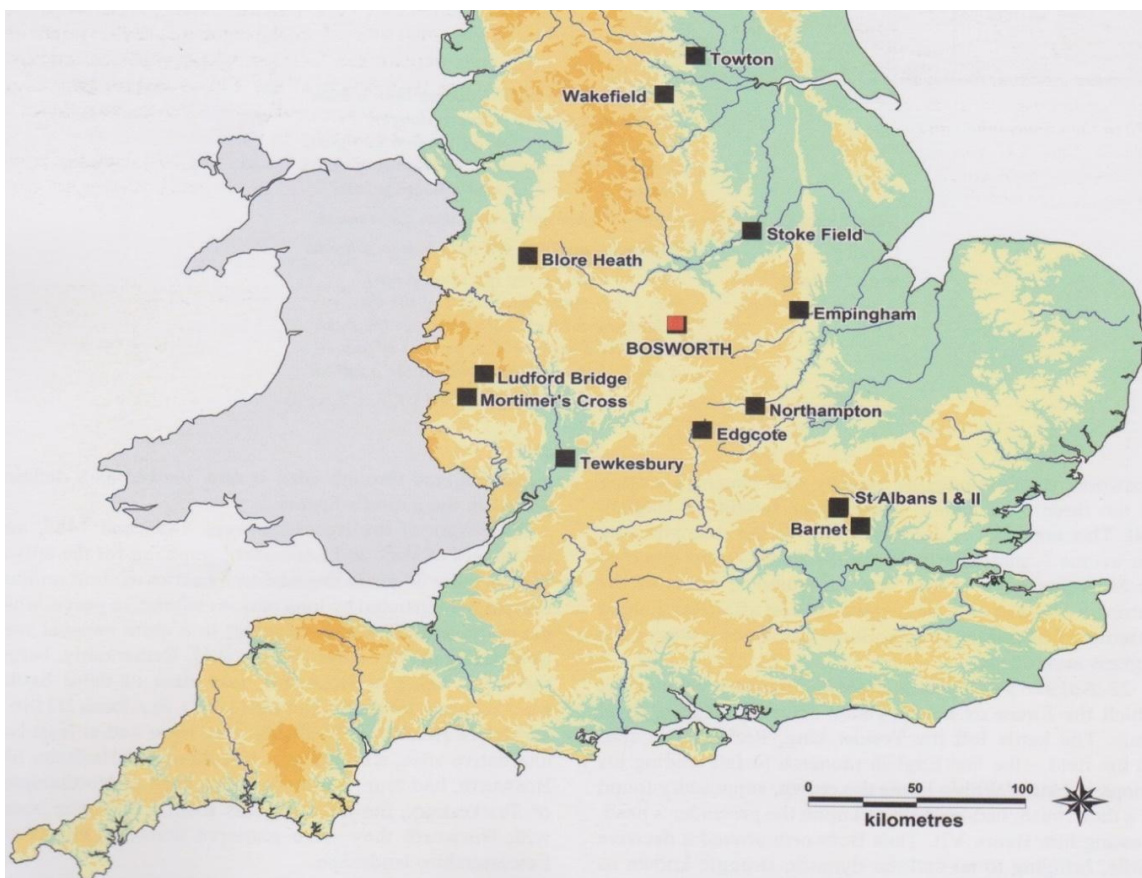 Towton
Wakefield
Stoke Field
Blore Heath
Empingham
BOSWORTH
Ludford Bridge
Mortimer's Cross
Northampton
Edgcote
Tewkesbury
St Albans I & II
Barnet
0 50 100
kilometres